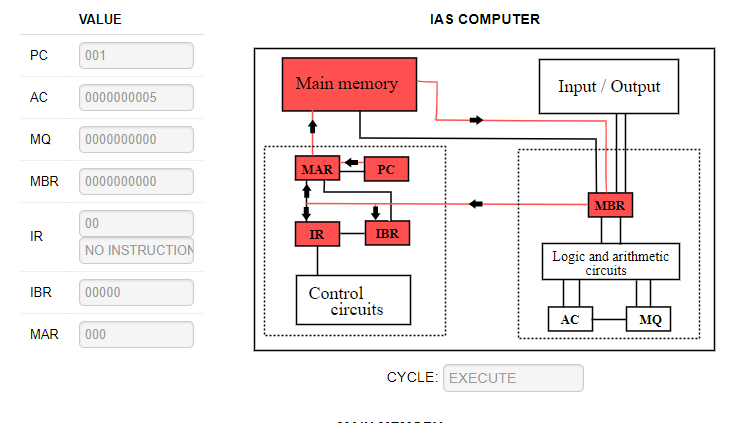 VALUE
PC 001
AC 0000000005
MQ 0000000000
MBR 0000000000
IR 00
NO INSTRUCTION
IBR 00000
MAR 000
IAS COMPUTER
Main memory
Input / Output
MAR PC
MBR
IR IBR
Logic and arithmetic
circuits
Control
circuits
AC MQ
CYCLE: EXECUTE